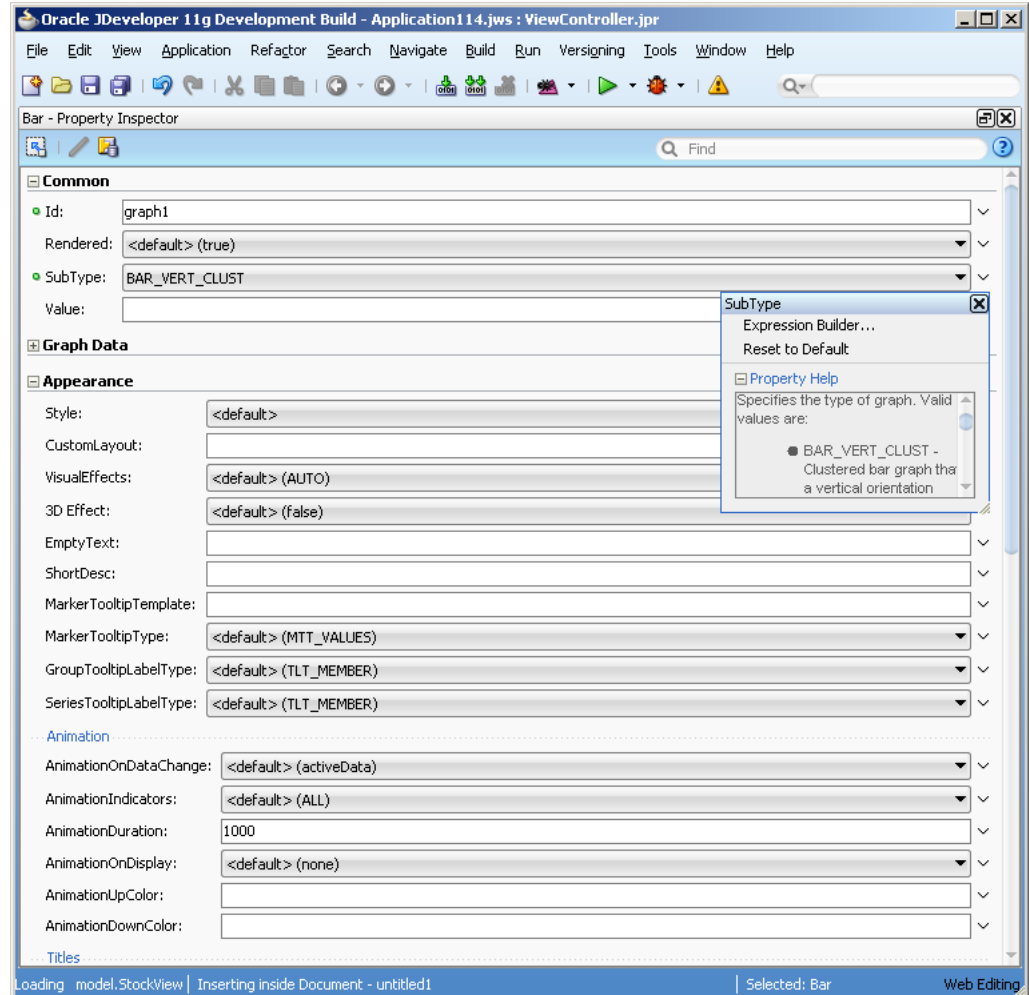 Oracle JDeveloper 11g Development Build - Application114.jws : ViewController.jpr
File Edit View Application Refactor Search Navigate Build Run Versioning Tools Window Help
Bar - Property Inspector
Find
Common
Id: graph1
Rendered: <default> (true)
SubType: BAR_VERT_CLUST
Value:
SubType
Expression Builder...
Reset to Default
Property Help
Specifies the type of graph. Valid
values are:
BAR_VERT_CLUST -
Clustered bar graph tha
a vertical orientation
Graph Data
Appearance
Style: <default>
CustomLayout:
VisualEffects: <default> (AUTO)
3D Effect: <default> (false)
EmptyText:
ShortDesc:
MarkerTooltipTemplate:
MarkerTooltipType: <default> (MTT_VALUES)
GroupTooltipLabelType: <default> (TLT_MEMBER)
SeriesTooltipLabelType: <default> (TLT_MEMBER)
Animation
AnimationOnDataChange: <default> (activeData)
AnimationIndicators: <default> (ALL)
AnimationDuration: 1000
AnimationOnDisplay: <default> (none)
AnimationUpColor:
AnimationDownColor:
Titles
Loading model.StockView Inserting inside Document - untitled1 Selected: Bar Web Editing